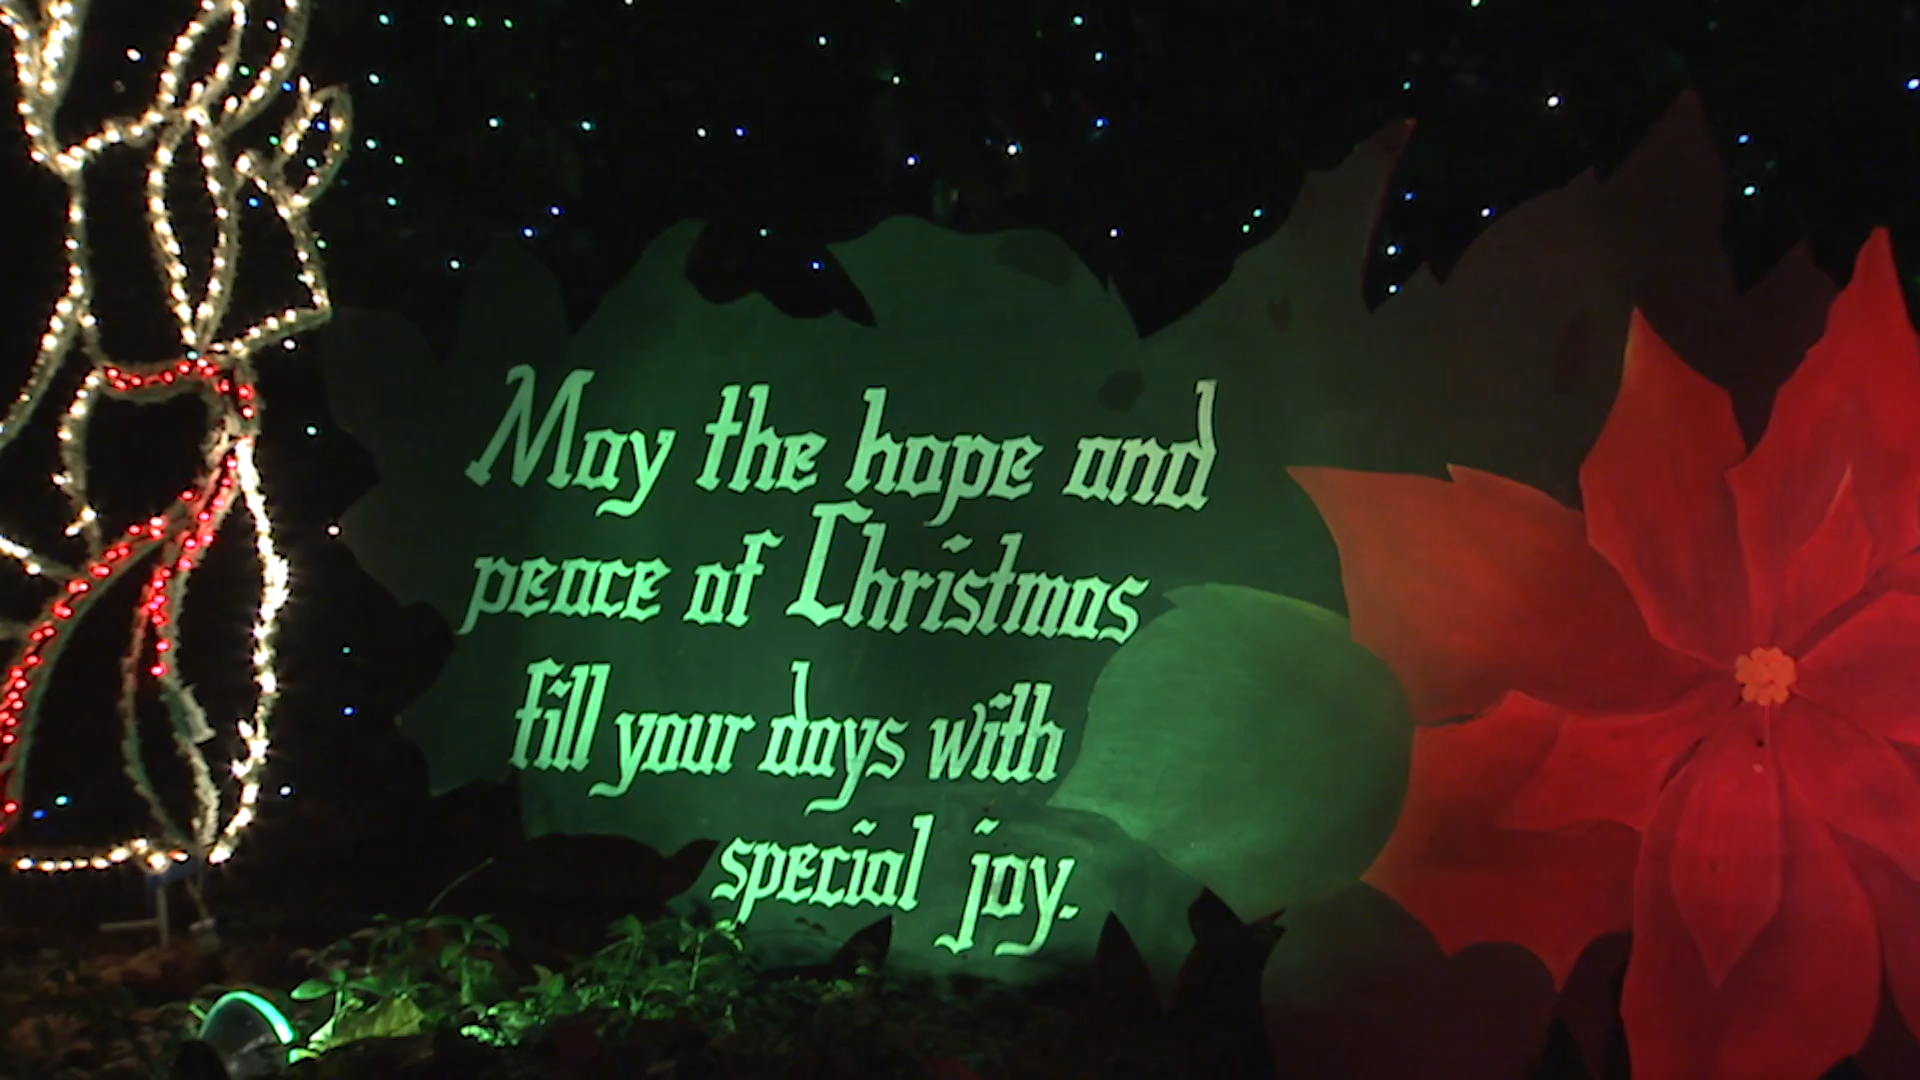 May the hope and
peace of Christmas
fill your days with
special joy.